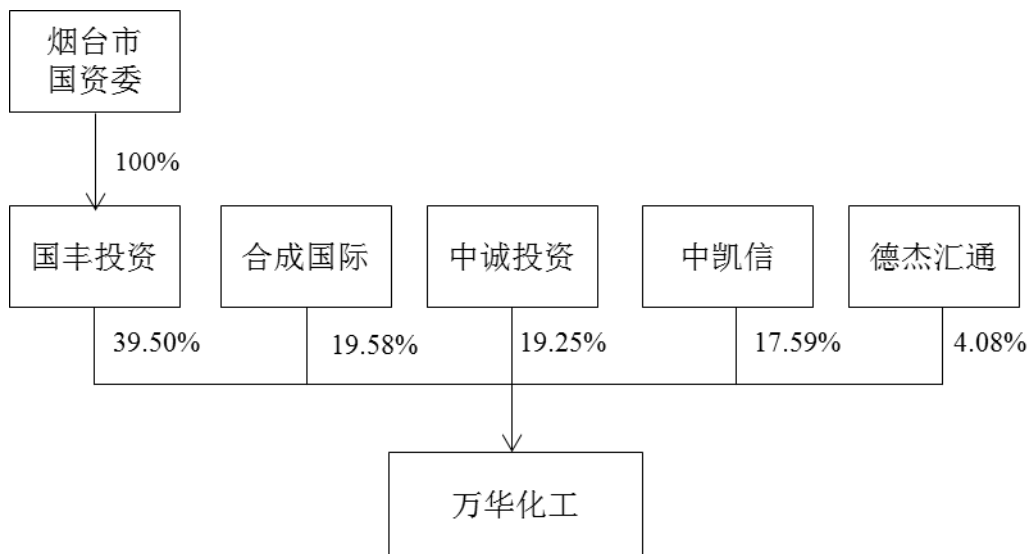 烟台市
国资委
100%
国丰投资
合成国际
中诚投资
中凯信
德杰汇通
39.50%
19.58%
19.25%
17.59%
4.08%
万华化工